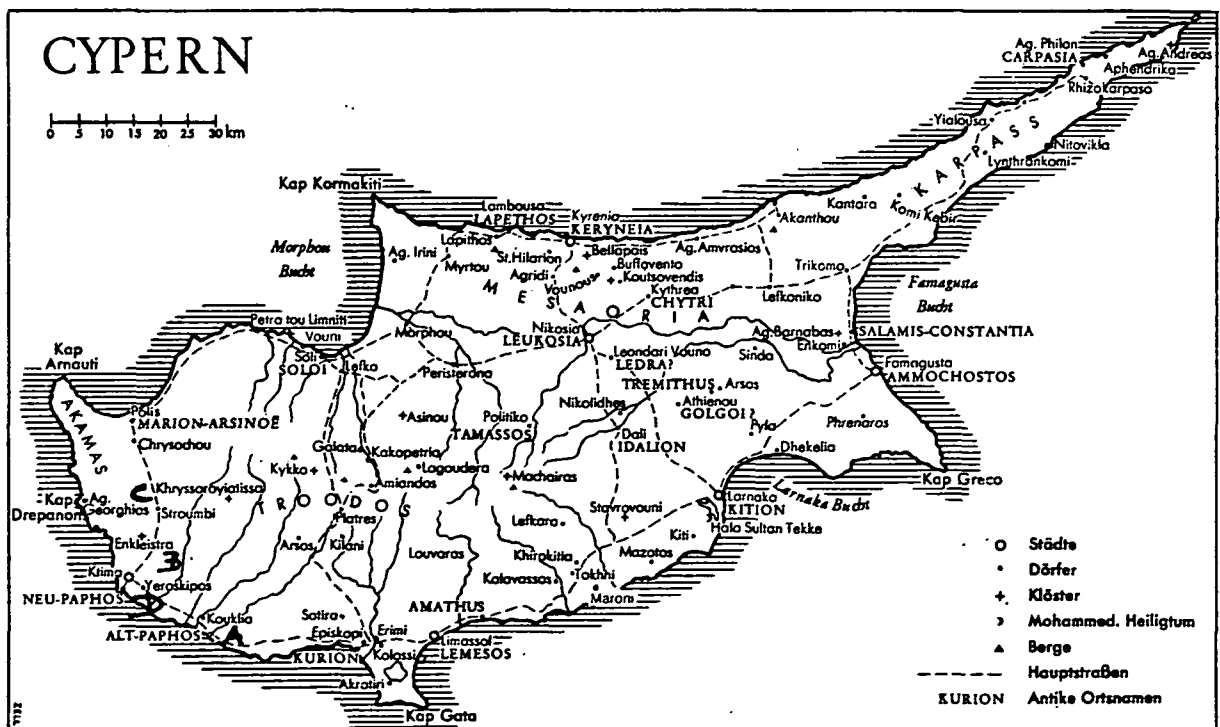 CYPERN
0 5 10 15 20 25 30 km
Ag. Philon
CARPASIA
Ag. Andreas
Aphendrika
Rhizokarpaso
Yialousa
KARPASS
Nitovikla
Lynthrankomi
Kap Kormakiti
Kantara
Komi Kebir
Akanthou
Lambousa
LAPETHOS
Kyrenia
KERYNEIA
Morphou
Bucht
Ag. Irini
Lapithos
Myrtou
St. Hilarion
Bellapais
Ag. Amvrosios
Agridi
Vounous
Buffavento
Koutsovendis
Trikomo
Famagusta
Bucht
MESAORIA
Kythrea
CHYTRI
Lefkoniko
Petra tou Limniti
Vouni
Morphou
Nikosia
LEUKOSIA
Ag. Barnabas
SALAMIS-CONSTANTIA
Enkomi
Kap
Arnauti
Soli
SOLOI
Lefko
Peristerona
Leondari Vouno
LEDRA?
Sinda
Famagusta
AMMOCHOSTOS
TREMITHUS
Arsos
AKAMAS
Polis
MARION-ARSINOË
Asinou
Politiko
TAMASSOS
Nikolidhes
Athienou
GOLGOI?
Phrenaros
Chrysochou
Galata
Kakopetria
Dali
IDALION
Pyla
Dhekelia
Kykko
Lagoudera
Machairas
Kap Greco
Khryssoroyiatissa
Amiandos
Larnaka
KITION
Larnaka Bucht
Kap
Drepanon
Ag.
Georghios
Stroumbi
TROODOS
Platres
Stavrovouni
Hala Sultan Tekke
Lefkara
Kiti
Enkleistra
Arsos
Kilani
Louvaras
Khirokitia
Mazotos
Ktima
Yeroskipos
Kalavassos
Tokhni
Maroni
NEU-PAPHOS
Kouklia
ALT-PAPHOS
Satira
AMATHUS
Episkopi
Erimi
Limassol
LEMESOS
KURION
Kolossi
Akrotiri
Kap Gata
A
B
C
D
Städte
Dörfer
Klöster
Mohammed. Heiligtum
Berge
Hauptstraßen
KURION Antike Ortsnamen